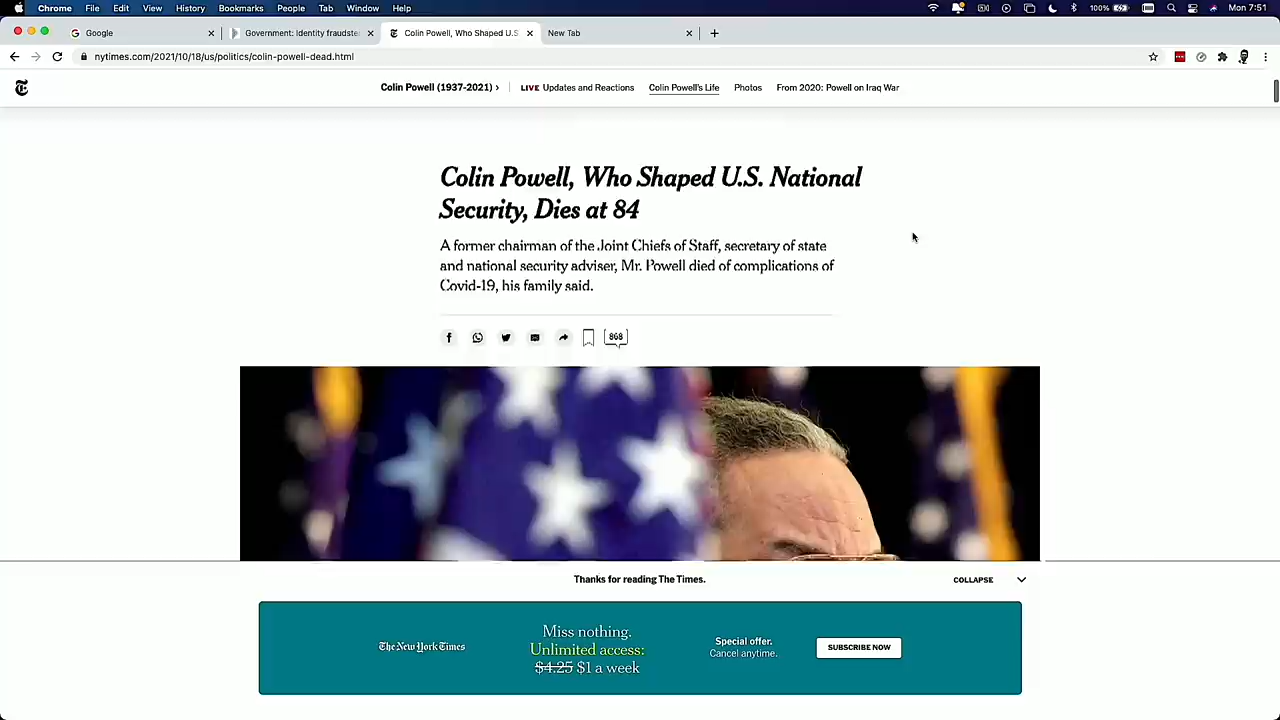 Chrome File Edit View History Bookmarks People Tab Window Help 100% Mon 7:51
Google Government: Identity fraudste Colin Powell, Who Shaped U.S New Tab
nytimes.com/2021/10/18/us/politics/colin-powell-dead.html
Colin Powell (1937-2021) › LIVE Updates and Reactions Colin Powell's Life Photos From 2020: Powell on Iraq War
Colin Powell, Who Shaped U.S. National
Security, Dies at 84
A former chairman of the Joint Chiefs of Staff, secretary of state
and national security adviser, Mr. Powell died of complications of
Covid-19, his family said.
868
Thanks for reading The Times.
COLLAPSE
The New York Times
Miss nothing.
Unlimited access:
$4.25 $1 a week
Special offer.
Cancel anytime.
SUBSCRIBE NOW